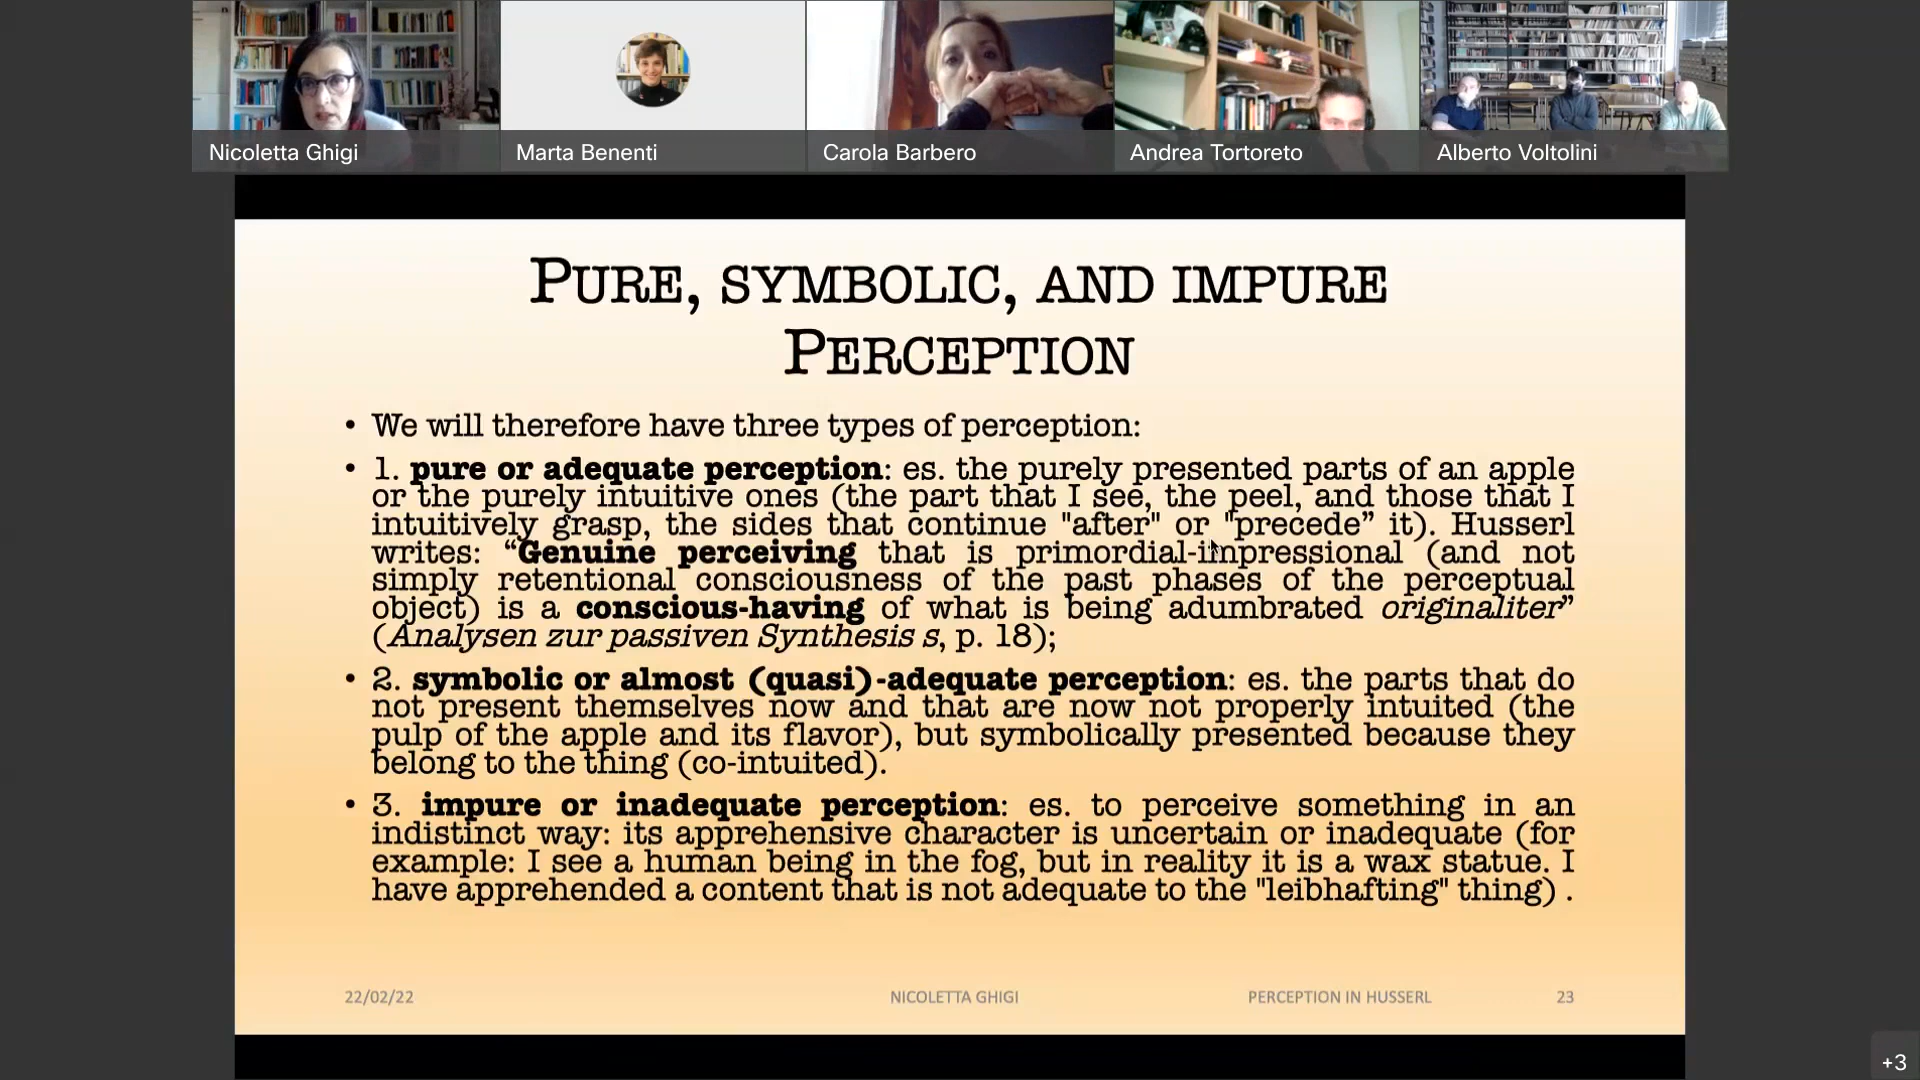 Nicoletta Ghigi
Marta Benenti
Carola Barbero
Andrea Tortoreto
Alberto Voltolini
PURE, SYMBOLIC, AND IMPURE
PERCEPTION
• We will therefore have three types of perception:
• 1. pure or adequate perception: es. the purely presented parts of an apple
or the purely intuitive ones (the part that I see, the peel, and those that I
intuitively grasp, the sides that continue "after" or "precede” it). Husserl
writes: “Genuine perceiving that is primordial-impressional (and not
simply retentional consciousness of the past phases of the perceptual
object) is a conscious-having of what is being adumbrated originaliter”
(Analysen zur passiven Synthesis s, p. 18);
• 2. symbolic or almost (quasi)-adequate perception: es. the parts that do
not present themselves now and that are now not properly intuited (the
pulp of the apple and its flavor), but symbolically presented because they
belong to the thing (co-intuited).
• 3. impure or inadequate perception: es. to perceive something in an
indistinct way: its apprehensive character is uncertain or inadequate (for
example: I see a human being in the fog, but in reality it is a wax statue. I
have apprehended a content that is not adequate to the "leibhafting" thing) .
22/02/22
NICOLETTA GHIGI
PERCEPTION IN HUSSERL
23
+3